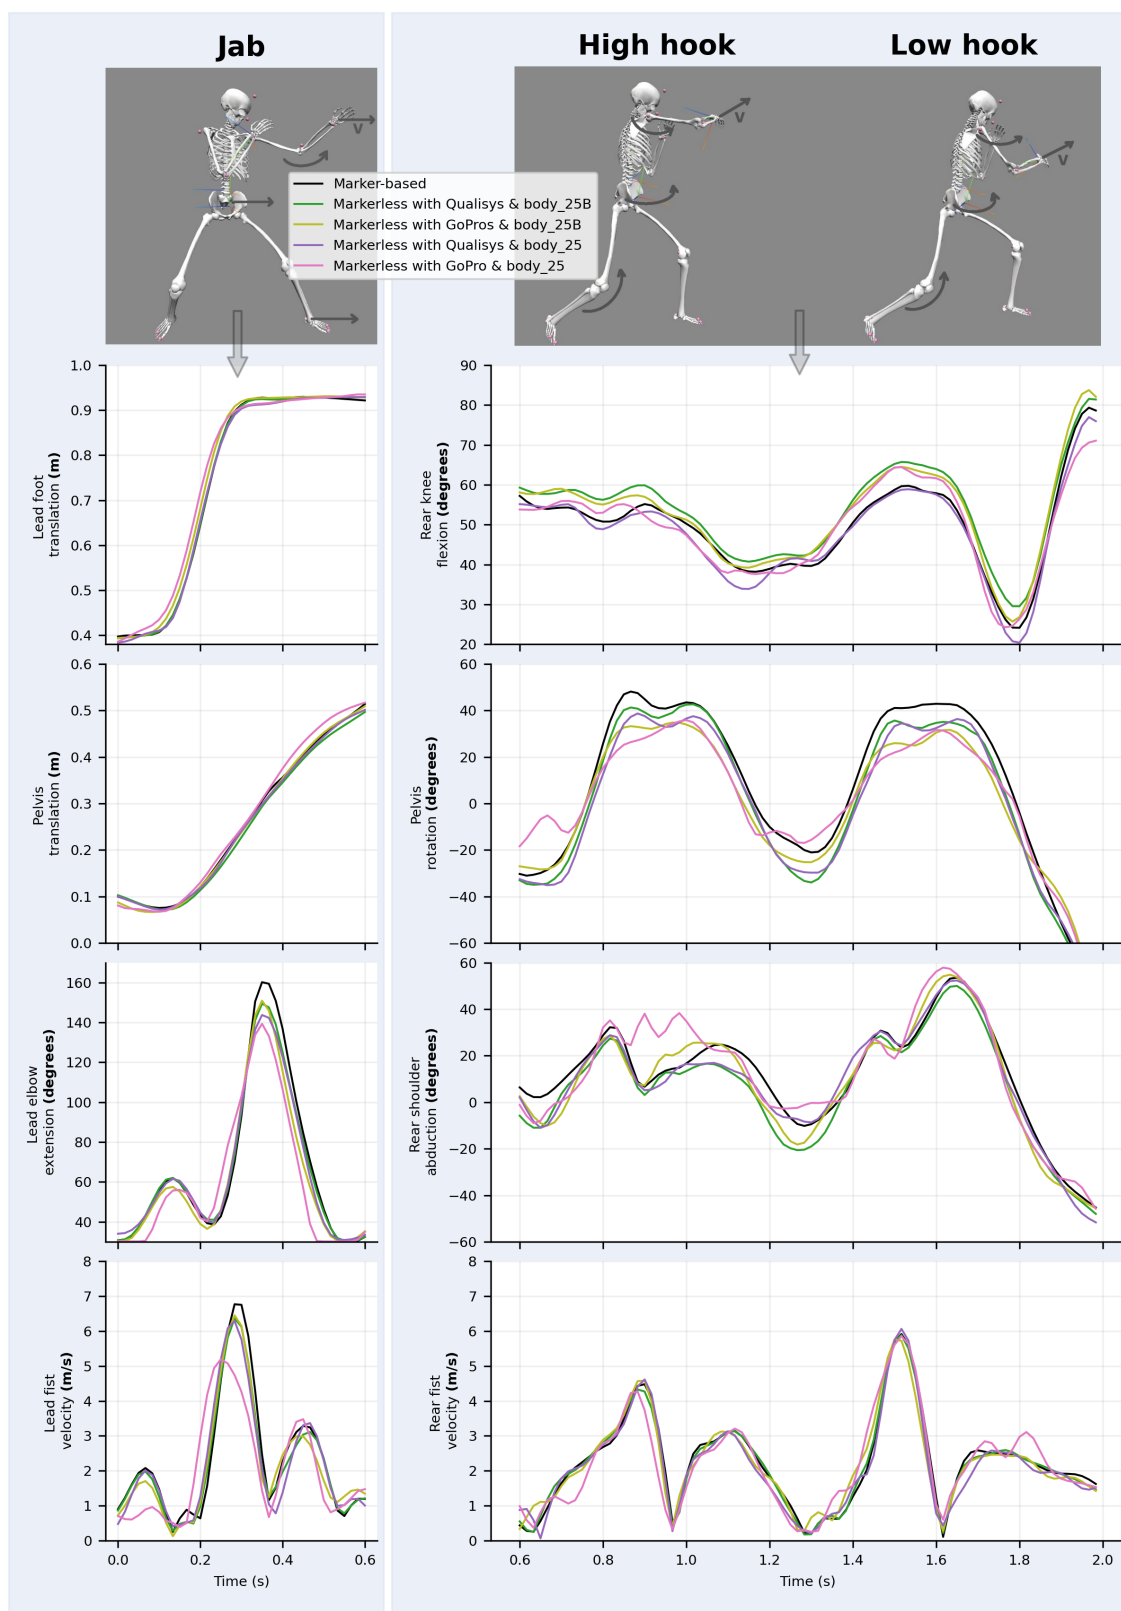 Jab
High hook
Low hook
v
v
v
Marker-based
Markerless with Qualisys & body_25B
Markerless with GoPros & body_25B
Markerless with Qualisys & body_25
Markerless with GoPro & body_25
Lead foot
translation (m)
1.0
0.9
0.8
0.7
0.6
0.5
0.4
Rear knee
flexion (degrees)
90
80
70
60
50
40
30
20
Pelvis
translation (m)
0.6
0.5
0.4
0.3
0.2
0.1
0.0
Pelvis
rotation (degrees)
60
40
20
0
−20
−40
−60
Lead elbow
extension (degrees)
160
140
120
100
80
60
40
Rear shoulder
abduction (degrees)
60
40
20
0
−20
−40
−60
Lead fist
velocity (m/s)
8
7
6
5
4
3
2
1
0
0.0 0.2 0.4 0.6
Time (s)
Rear fist
velocity (m/s)
8
7
6
5
4
3
2
1
0
0.6 0.8 1.0 1.2 1.4 1.6 1.8 2.0
Time (s)